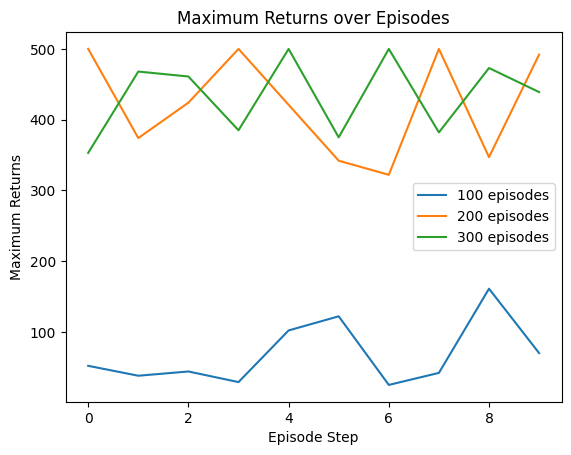 Maximum Returns over Episodes
Maximum Returns
500
400
300
200
100
100 episodes
200 episodes
300 episodes
0
2
4
6
8
Episode Step